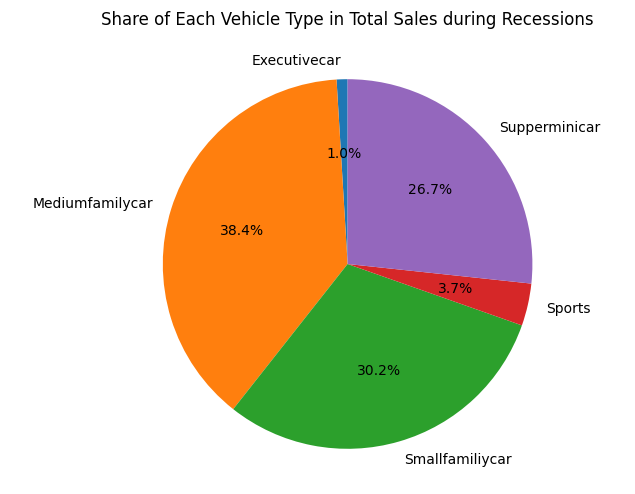 Share of Each Vehicle Type in Total Sales during Recessions
Executivecar
Supperminicar
1.0%
26.7%
Mediumfamilycar
38.4%
3.7%
Sports
30.2%
Smallfamiliycar